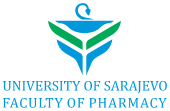 UNIVERSITY OF SARAJEVO
FACULTY OF PHARMACY